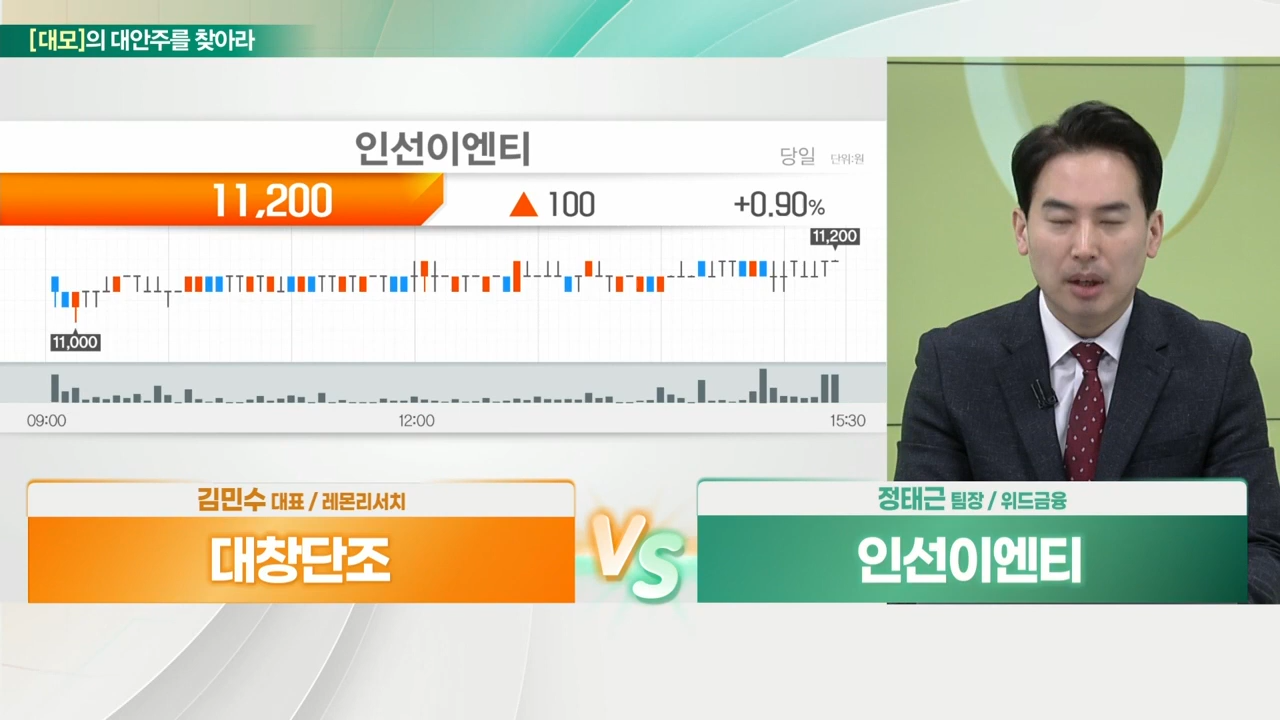 [대모]의 대안주를 찾아라
인선이엔티
당일 단위:원
11,200 ▲ 100 +0.90%
11,200
11,000
09:00 12:00 15:30
김민수 대표 / 레몬리서치
대창단조
VS
정태근 팀장 / 위드금융
인선이엔티